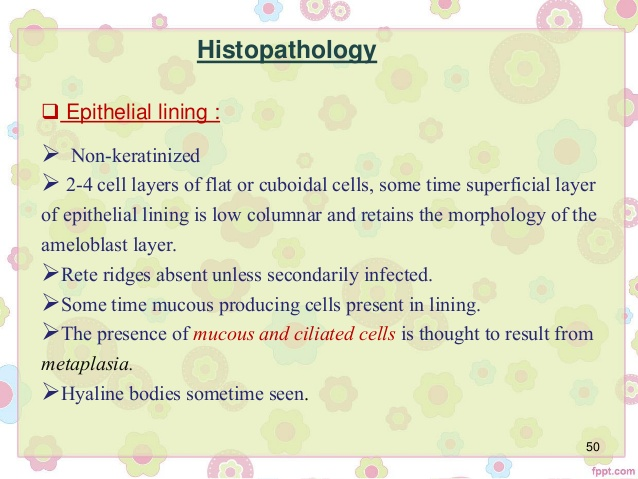 Histopathology
❑ Epithelial lining :
➢ Non-keratinized
➢ 2-4 cell layers of flat or cuboidal cells, some time superficial layer
of epithelial lining is low columnar and retains the morphology of the
ameloblast layer.
➢Rete ridges absent unless secondarily infected.
➢Some time mucous producing cells present in lining.
➢The presence of mucous and ciliated cells is thought to result from
metaplasia.
➢Hyaline bodies sometime seen.
50
fppt.com